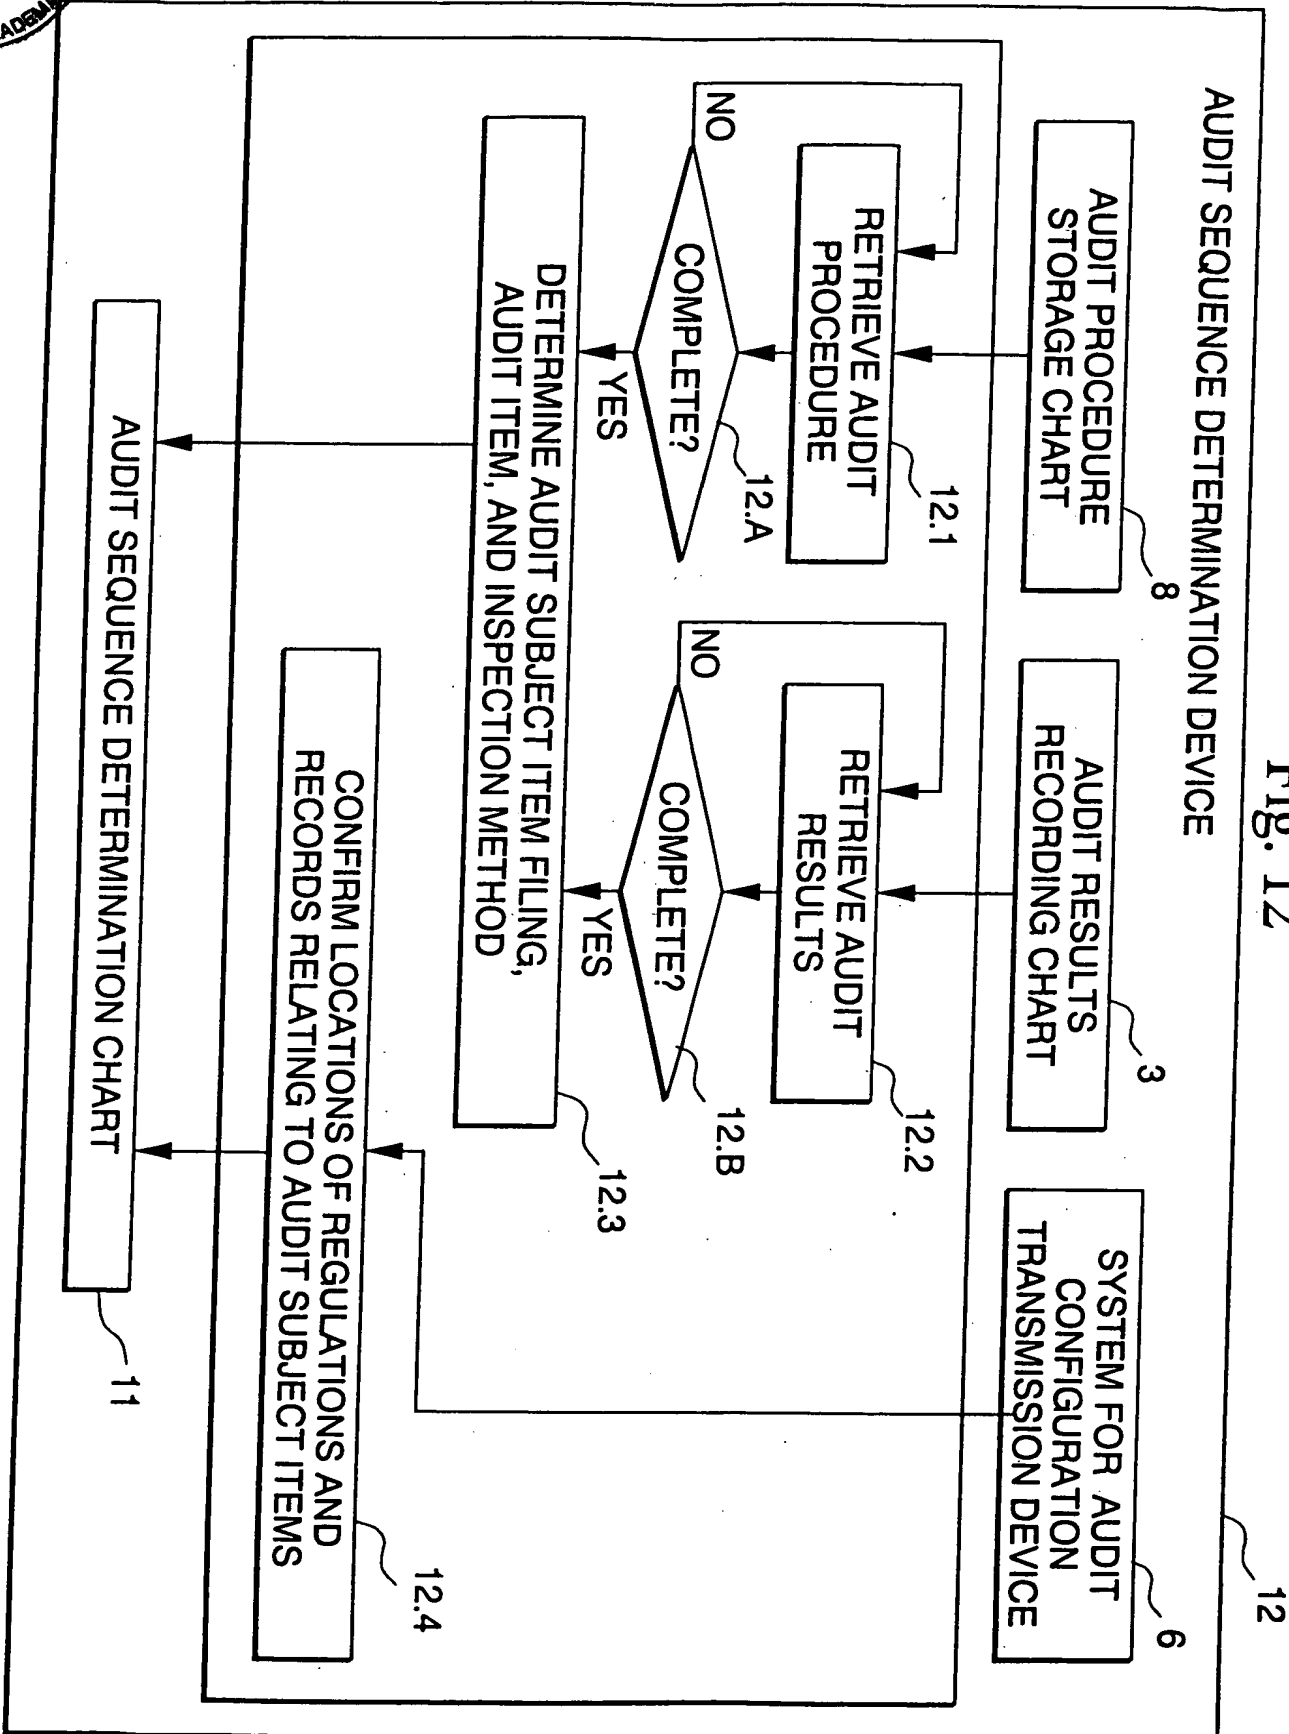 Fig. 12
12
AUDIT SEQUENCE DETERMINATION DEVICE
8
AUDIT PROCEDURE
STORAGE CHART
3
AUDIT RESULTS
RECORDING CHART
6
SYSTEM FOR AUDIT
CONFIGURATION
TRANSMISSION DEVICE
12.1
RETRIEVE AUDIT
PROCEDURE
12.2
RETRIEVE AUDIT
RESULTS
NO
COMPLETE?
12.A
YES
NO
COMPLETE?
12.B
YES
DETERMINE AUDIT SUBJECT ITEM FILING,
AUDIT ITEM, AND INSPECTION METHOD
12.3
CONFIRM LOCATIONS OF REGULATIONS AND
RECORDS RELATING TO AUDIT SUBJECT ITEMS
12.4
AUDIT SEQUENCE DETERMINATION CHART
11